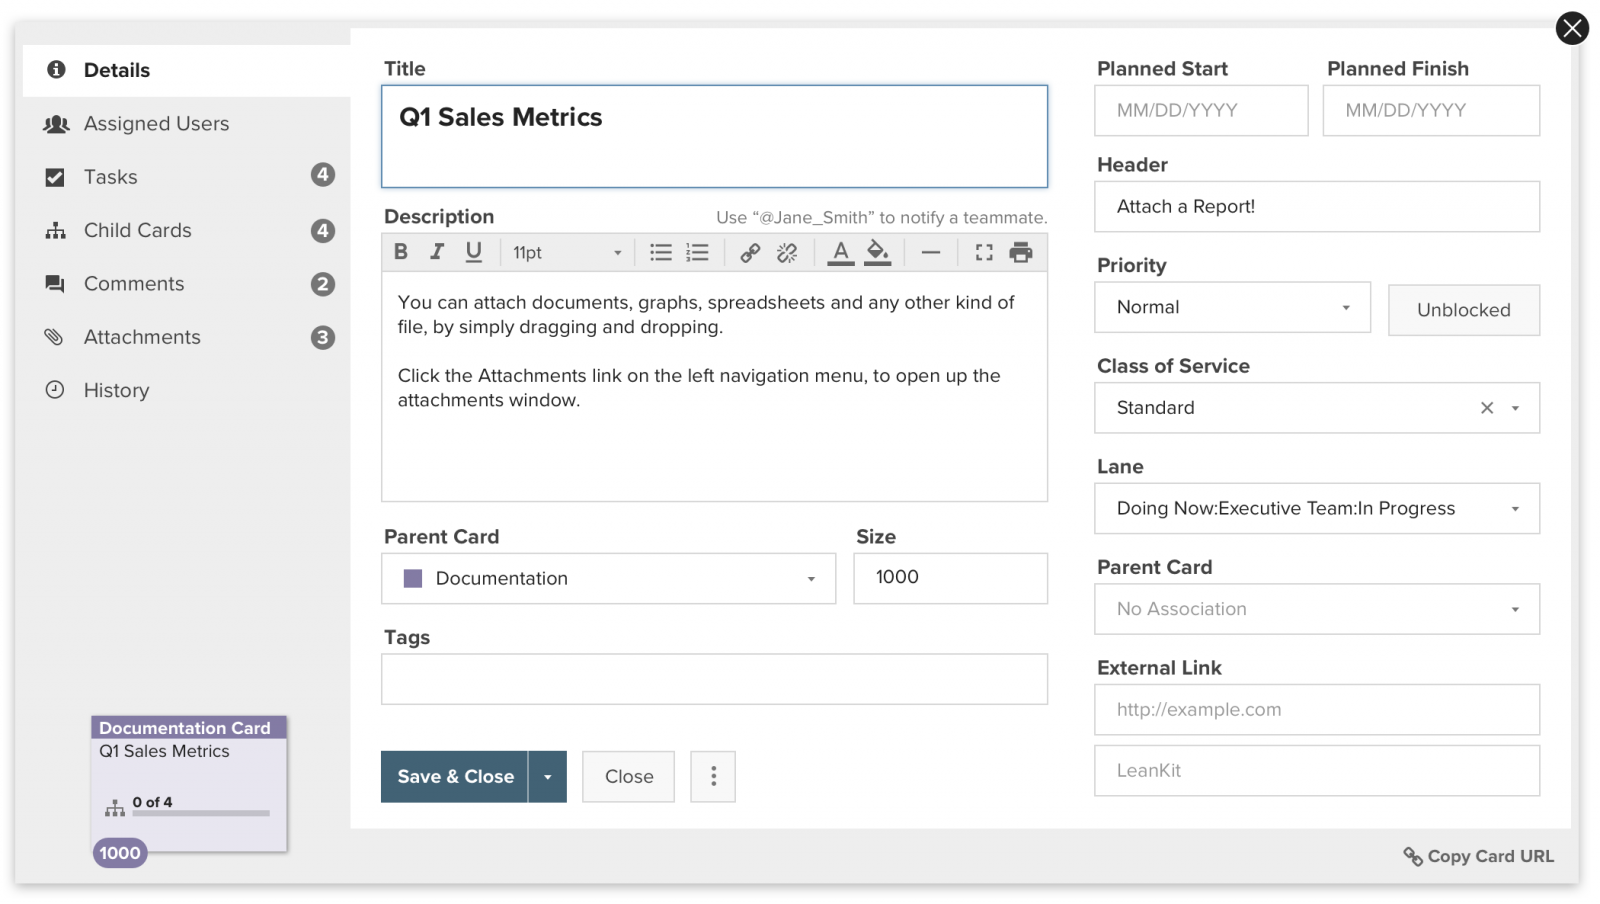 Details
Assigned Users
Tasks 4
Child Cards 4
Comments 2
Attachments 3
History
Documentation Card
Q1 Sales Metrics
0 of 4
1000
Title
Q1 Sales Metrics
Description Use “@Jane_Smith” to notify a teammate.
B I U 11pt A
You can attach documents, graphs, spreadsheets and any other kind of
file, by simply dragging and dropping.
Click the Attachments link on the left navigation menu, to open up the
attachments window.
Parent Card Size
Documentation 1000
Tags
Save & Close Close
Planned Start Planned Finish
MM/DD/YYYY MM/DD/YYYY
Header
Attach a Report!
Priority
Normal Unblocked
Class of Service
Standard
Lane
Doing Now:Executive Team:In Progress
Parent Card
No Association
External Link
http://example.com
LeanKit
Copy Card URL